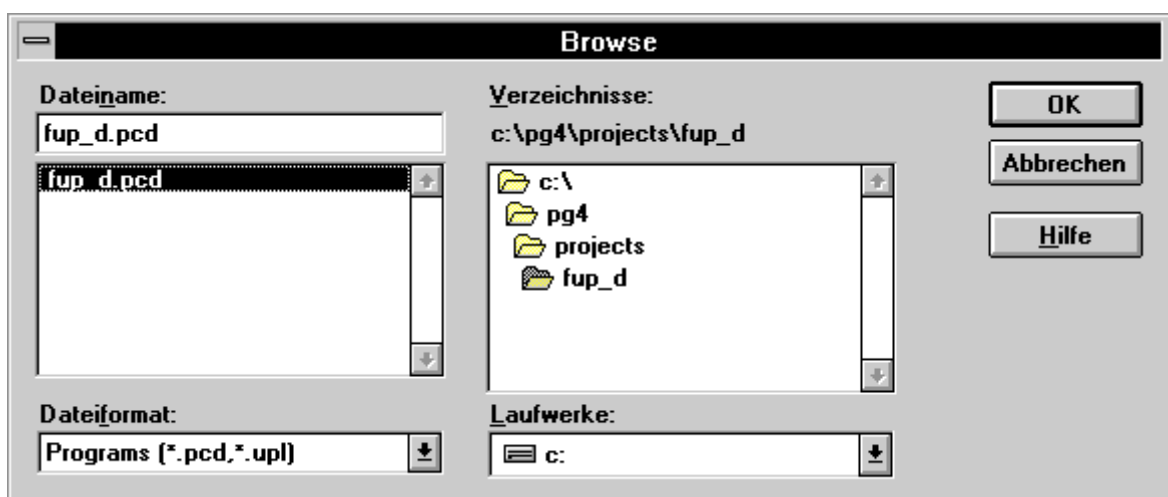 Browse
Dateiname:
fup_d.pcd
fup_d.pcd
Dateiformat:
Programs (*.pcd,*.upl)
Verzeichnisse:
c:\pg4\projects\fup_d
c:\
pg4
projects
fup_d
Laufwerke:
c:
OK
Abbrechen
Hilfe